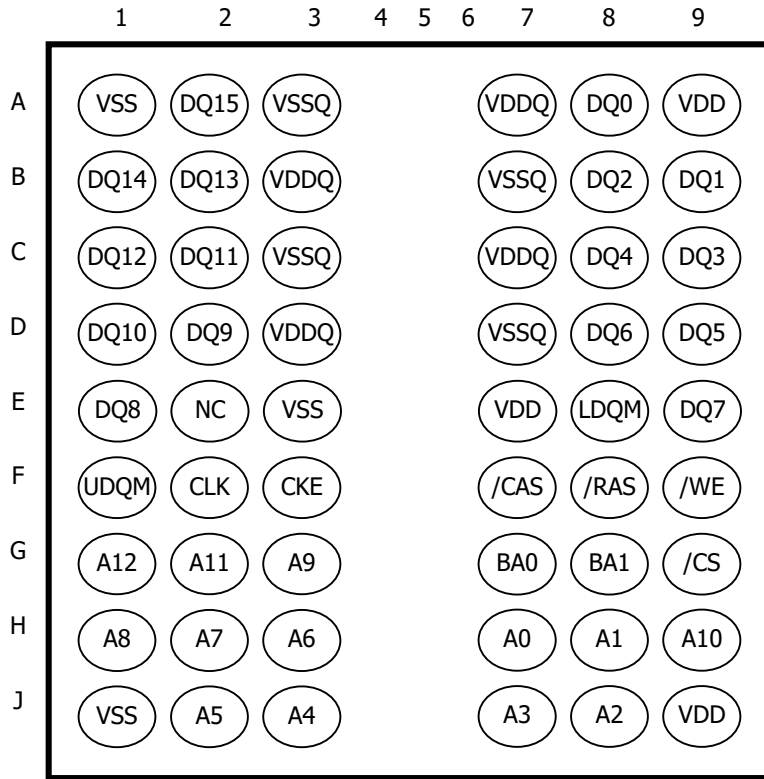 1 2 3 4 5 6 7 8 9
A VSS DQ15 VSSQ VDDQ DQ0 VDD
B DQ14 DQ13 VDDQ VSSQ DQ2 DQ1
C DQ12 DQ11 VSSQ VDDQ DQ4 DQ3
D DQ10 DQ9 VDDQ VSSQ DQ6 DQ5
E DQ8 NC VSS VDD LDQM DQ7
F UDQM CLK CKE /CAS /RAS /WE
G A12 A11 A9 BA0 BA1 /CS
H A8 A7 A6 A0 A1 A10
J VSS A5 A4 A3 A2 VDD